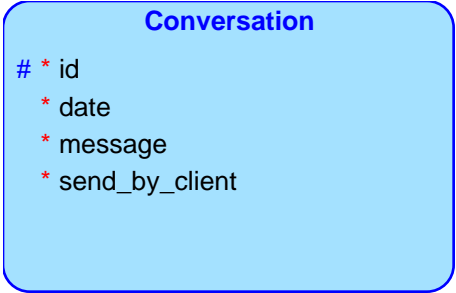 Conversation
# * id
* date
* message
* send_by_client